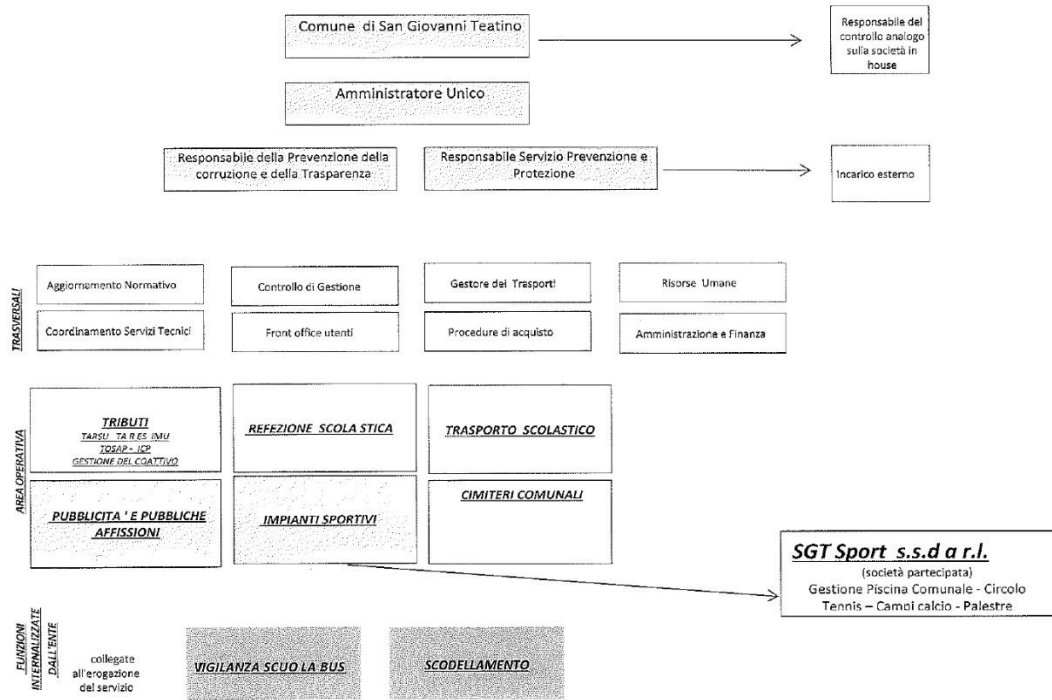 Comune di San Giovanni Teatino
Responsabile del
controllo analogo
sulla società in
house
Amministratore Unico
Responsabile della Prevenzione della
corruzione e della Trasparenza
Responsabile Servizio Prevenzione e
Protezione
Incarico esterno
TRASVERSALI
Aggiornamento Normativo
Controllo di Gestione
Gestore dei Trasporti
Risorse Umane
Coordinamento Servizi Tecnici
Front office utenti
Procedure di acquisto
Amministrazione e Finanza
AREA OPERATIVA
TRIBUTI
TARSU TA R ES IMU
TOSAP - ICP
GESTIONE DEL COATTIVO
REFEZIONE SCOLA STICA
TRASPORTO SCOLASTICO
PUBBLICITA ' E PUBBLICHE
AFFISSIONI
IMPIANTI SPORTIVI
CIMITERI COMUNALI
SGT Sport s.s.d a r.l.
(società partecipata)
Gestione Piscina Comunale - Circolo
Tennis – Campi calcio - Palestre
FUNZIONI
INTERNALIZZATE
DALL'ENTE
collegate
all'erogazione
del servizio
VIGILANZA SCUO LA BUS
SCODELLAMENTO